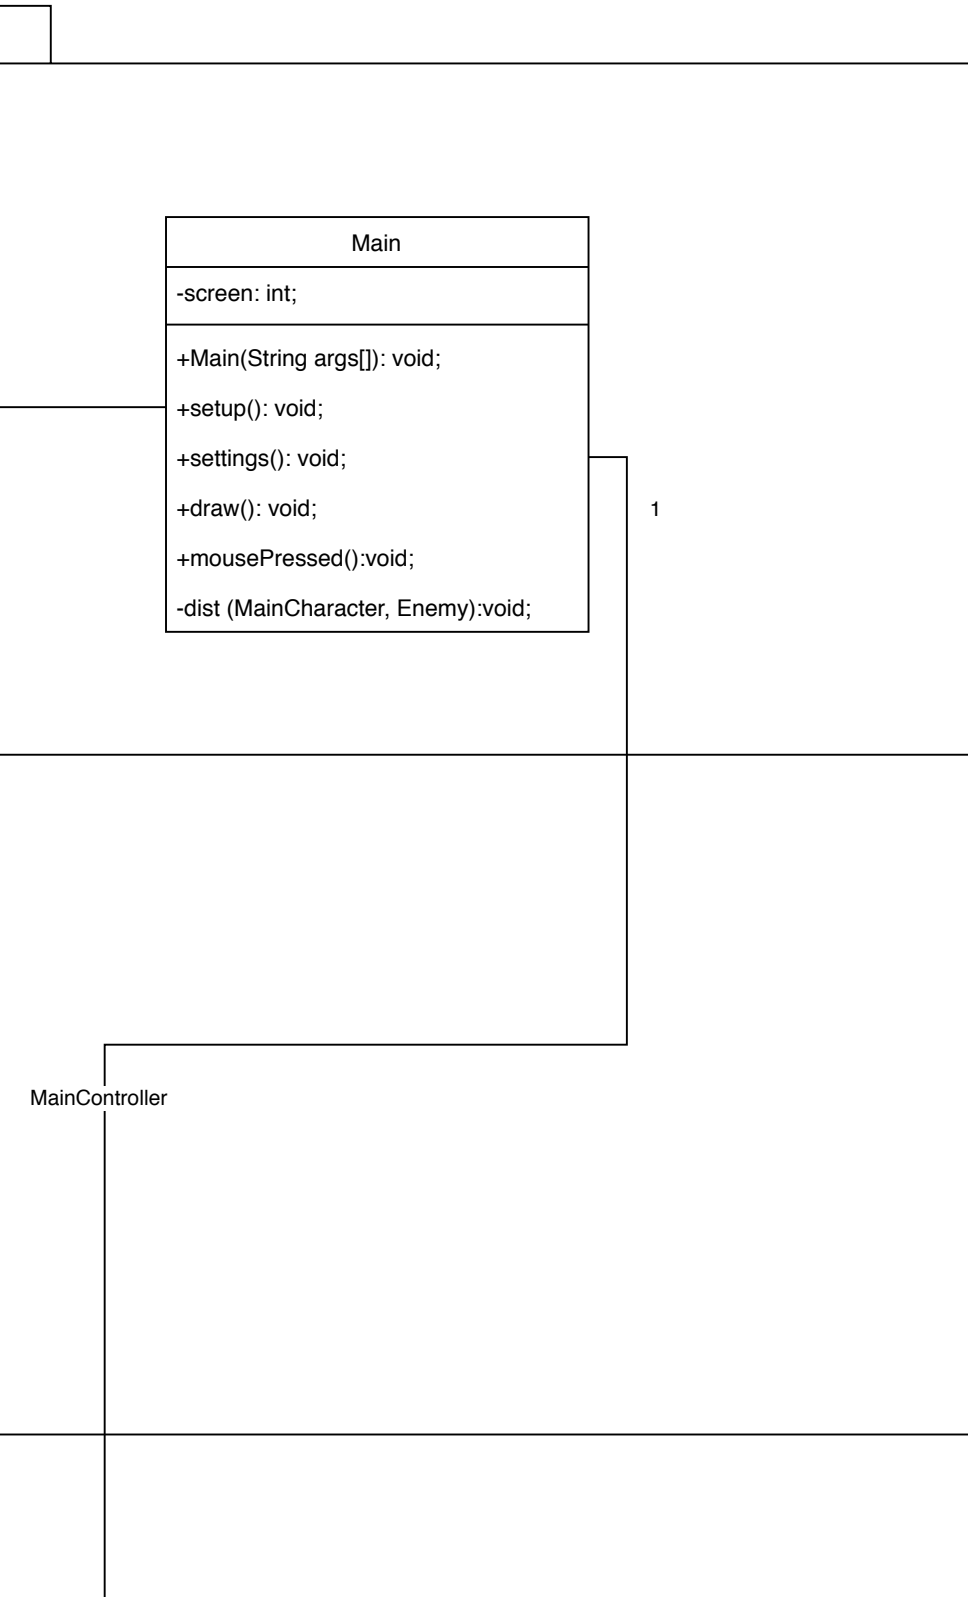 Main
-screen: int;
+Main(String args[]): void;
+setup(): void;
+settings(): void;
+draw(): void;
1
+mousePressed():void;
-dist (MainCharacter, Enemy):void;
MainController